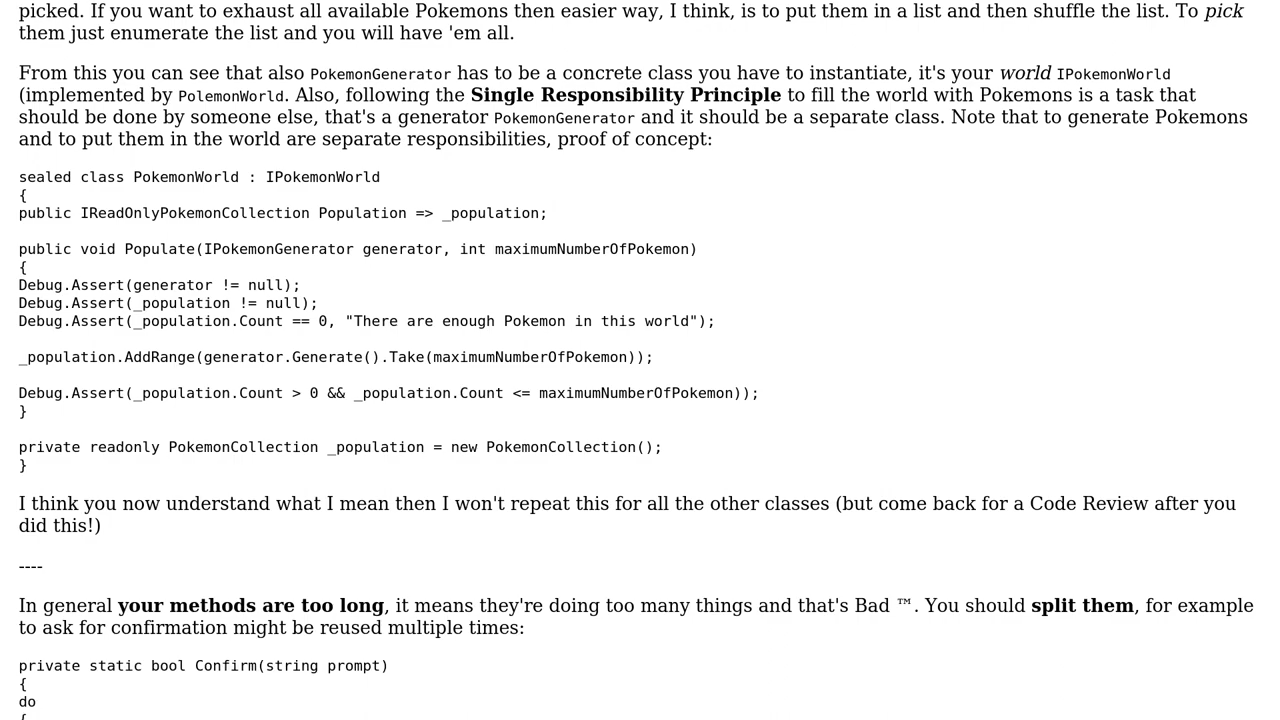 picked. If you want to exhaust all available Pokemons then easier way, I think, is to put them in a list and then shuffle the list. To pick
them just enumerate the list and you will have 'em all.
From this you can see that also PokemonGenerator has to be a concrete class you have to instantiate, it's your world IPokemonWorld
(implemented by PolemonWorld. Also, following the Single Responsibility Principle to fill the world with Pokemons is a task that
should be done by someone else, that's a generator PokemonGenerator and it should be a separate class. Note that to generate Pokemons
and to put them in the world are separate responsibilities, proof of concept:
sealed class PokemonWorld : IPokemonWorld
{
public IReadOnlyPokemonCollection Population => _population;
public void Populate(IPokemonGenerator generator, int maximumNumberOfPokemon)
{
Debug.Assert(generator != null);
Debug.Assert(_population != null);
Debug.Assert(_population.Count == 0, "There are enough Pokemon in this world");
_population.AddRange(generator.Generate().Take(maximumNumberOfPokemon));
Debug.Assert(_population.Count > 0 && _population.Count <= maximumNumberOfPokemon));
}
private readonly PokemonCollection _population = new PokemonCollection();
}
I think you now understand what I mean then I won't repeat this for all the other classes (but come back for a Code Review after you
did this!)
----
In general your methods are too long, it means they're doing too many things and that's Bad ™. You should split them, for example
to ask for confirmation might be reused multiple times:
private static bool Confirm(string prompt)
{
do
{